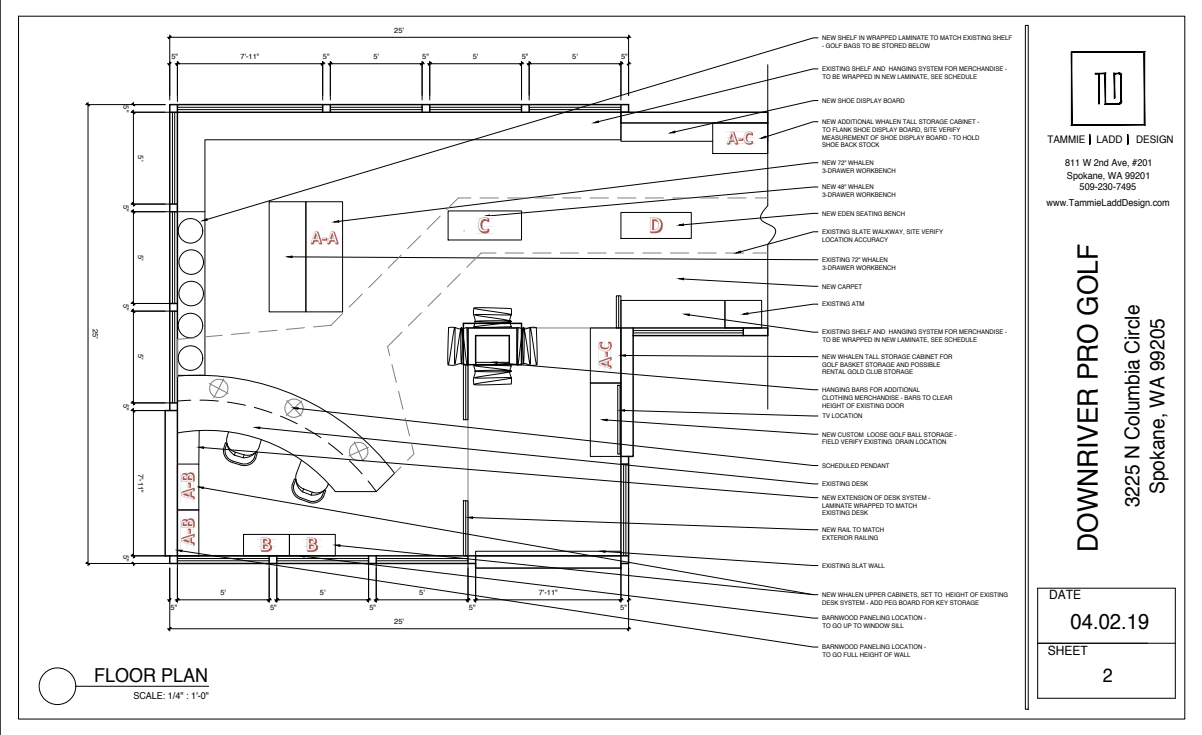 25'
5"
7'-11"
5"
5'
5"
5'
5"
5'
5"
NEW SHELF IN WRAPPED LAMINATE TO MATCH EXISTING SHELF
- GOLF BAGS TO BE STORED BELOW
EXISTING SHELF AND HANGING SYSTEM FOR MERCHANDISE -
TO BE WRAPPED IN NEW LAMINATE, SEE SCHEDULE
NEW SHOE DISPLAY BOARD
NEW ADDITIONAL WHALEN TALL STORAGE CABINET -
TO FLANK SHOE DISPLAY BOARD, SITE VERIFY
MEASUREMENT OF SHOE DISPLAY BOARD - TO HOLD
SHOE BACK STOCK
NEW 72" WHALEN
3-DRAWER WORKBENCH
NEW 48" WHALEN
3-DRAWER WORKBENCH
NEW EDEN SEATING BENCH
EXISTING SLATE WALKWAY, SITE VERIFY
LOCATION ACCURACY
EXISTING 72" WHALEN
3-DRAWER WORKBENCH
NEW CARPET
EXISTING ATM
EXISTING SHELF AND HANGING SYSTEM FOR MERCHANDISE -
TO BE WRAPPED IN NEW LAMINATE, SEE SCHEDULE
NEW WHALEN TALL STORAGE CABINET FOR
GOLF BASKET STORAGE AND POSSIBLE
RENTAL GOLD CLUB STORAGE
HANGING BARS FOR ADDITIONAL
CLOTHING MERCHANDISE - BARS TO CLEAR
HEIGHT OF EXISTING DOOR
TV LOCATION
NEW CUSTOM LOOSE GOLF BALL STORAGE -
FIELD VERIFY EXISTING DRAIN LOCATION
SCHEDULED PENDANT
EXISTING DESK
NEW EXTENSION OF DESK SYSTEM -
LAMINATE WRAPPED TO MATCH
EXISTING DESK
NEW RAIL TO MATCH
EXTERIOR RAILING
EXISTING SLAT WALL
NEW WHALEN UPPER CABINETS, SET TO HEIGHT OF EXISTING
DESK SYSTEM - ADD PEG BOARD FOR KEY STORAGE
BARNWOOD PANELING LOCATION -
TO GO UP TO WINDOW SILL
BARNWOOD PANELING LOCATION -
TO GO FULL HEIGHT OF WALL
A-C
A-A
C
D
A-C
A-B
A-B
B
B
25'
5"
5'
5"
5'
5"
5'
5"
7'-11"
5"
5"
5'
5"
5'
5"
5'
5"
7'-11"
5"
25'
FLOOR PLAN
SCALE: 1/4" : 1'-0"
TAMMIE | LADD | DESIGN
811 W 2nd Ave, #201
Spokane, WA 99201
509-230-7495
www.TammieLaddDesign.com
DOWNRIVER PRO GOLF
3225 N Columbia Circle
Spokane, WA 99205
DATE
04.02.19
SHEET
2